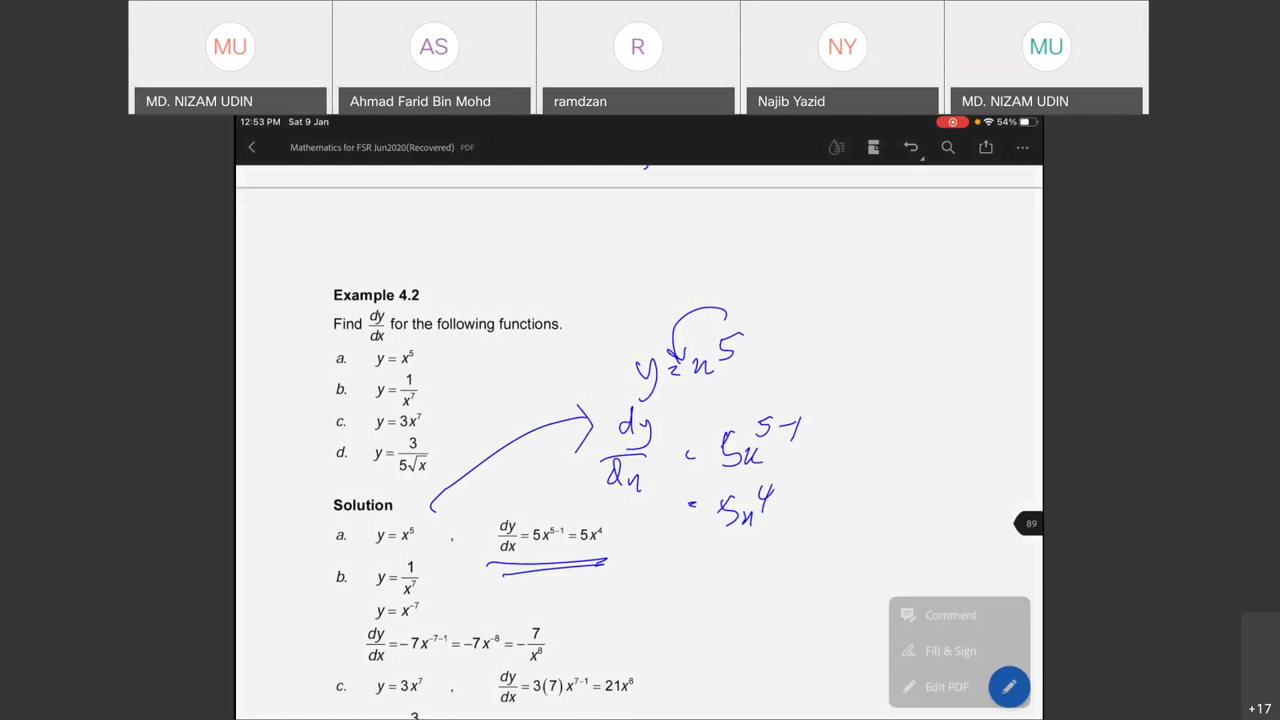 MU AS R NY MU
MD. NIZAM UDIN Ahmad Farid Bin Mohd ramdzan Najib Yazid MD. NIZAM UDIN
12:53 PM Sat 9 Jan 54%
Mathematics for FSR Jun2020(Recovered) PDF
Example 4.2
Find dy/dx for the following functions.
a. y = x^5
b. y = 1/x^7
c. y = 3x^7
d. y = 3/(5√x)
y = x^5
dy/dx = 5x^(5-1)
= 5x^4
Solution
a. y = x^5 , dy/dx = 5x^(5-1) = 5x^4
b. y = 1/x^7
y = x^-7
dy/dx = -7x^(-7-1) = -7x^-8 = -7/x^8
c. y = 3x^7 , dy/dx = 3(7)x^(7-1) = 21x^6
3
89
Comment
Fill & Sign
Edit PDF
+17